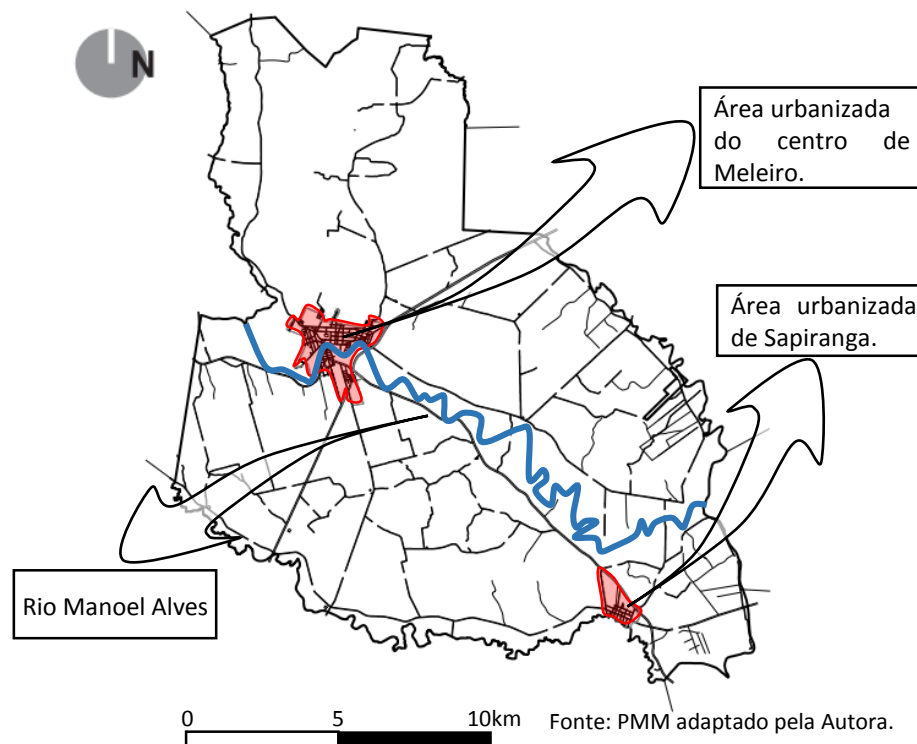 N
Área urbanizada
do centro de
Meleiro.
Área urbanizada
de Sapiranga.
Rio Manoel Alves
0 5 10km
Fonte: PMM adaptado pela Autora.